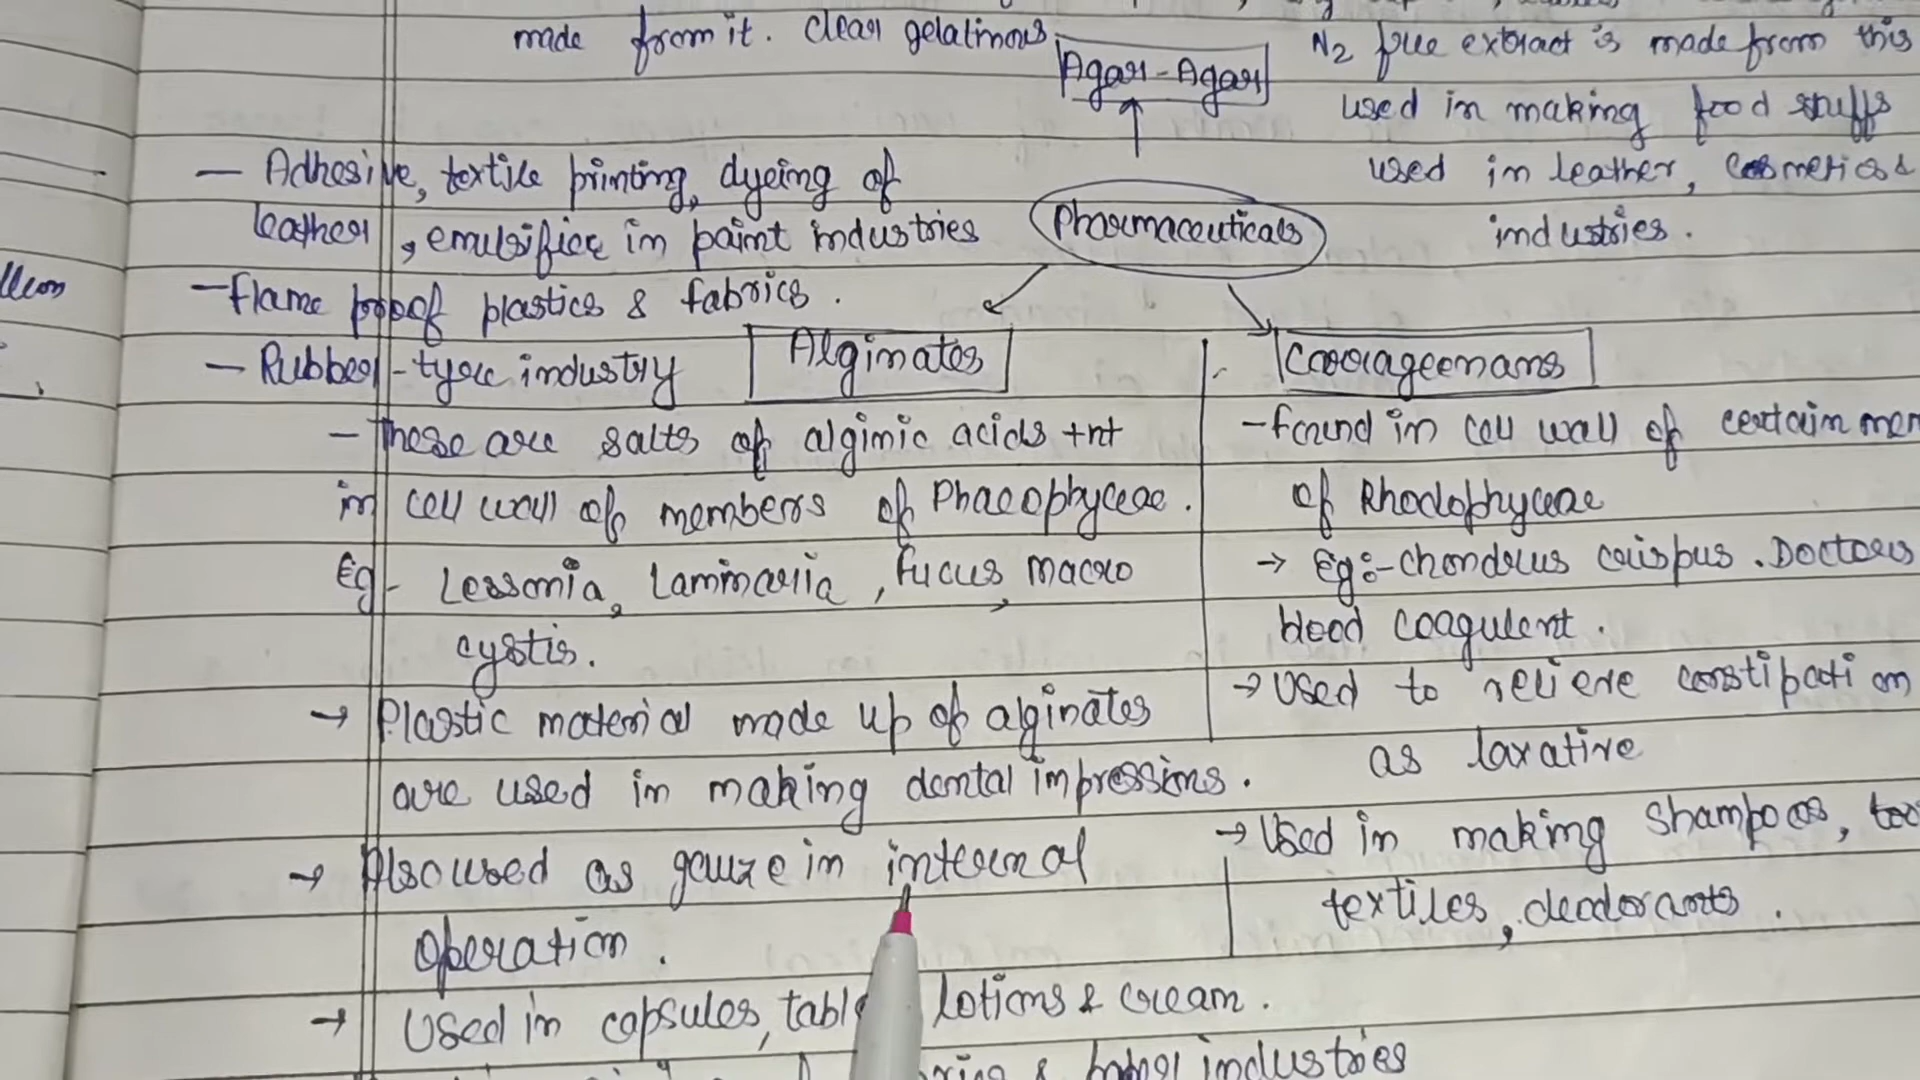 made from it. clear gelatinous
Agar-Agar
N2 free extract is made from this
used in making food stuffs
used in leather, cosmetics &
industries.
- Adhesive, textile printing, dyeing of
leather, emulsifier in paint industries
- flame proof plastics & fabrics.
- Rubber-tyre industry
Pharmaceuticals
Alginates
- These are salts of alginic acids +nt
in cell wall of members of Phaeophyceae.
Eg- Lessonia, Laminaria, Fucus, macro
cystis.
→ Plastic material made up of alginates
are used in making dental impressions.
→ Also used as gauze in internal
operation.
→ Used in capsules, lotions & cream.
& industries
Carrageenans
- found in cell wall of certain
of Rhodophyceae
→ Eg:- chondrus crispus. Doctors
blood coagulent.
→ Used to relieve constipation
as laxative
→ Used in making shampoos,
textiles, deodorants.